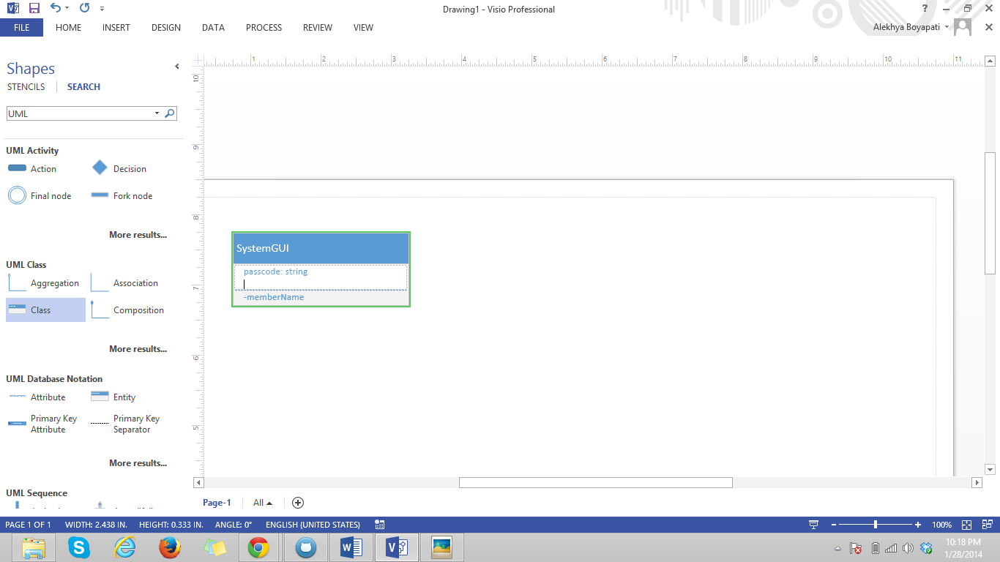 Drawing1 - Visio Professional
?
FILE HOME INSERT DESIGN DATA PROCESS REVIEW VIEW
Alekhya Boyapati
Shapes
STENCILS SEARCH
UML
UML Activity
Action Decision
Final node Fork node
More results...
UML Class
Aggregation Association
Class Composition
More results...
UML Database Notation
Attribute Entity
Primary Key Attribute Primary Key Separator
More results...
UML Sequence
1 2 3 4 5 6 7 8 9 10 11
10
9
8
7
6
5
SystemGUI
passcode: string
-memberName
Page-1 All
PAGE 1 OF 1 WIDTH: 2.438 IN. HEIGHT: 0.333 IN. ANGLE: 0° ENGLISH (UNITED STATES) 100%
10:18 PM
1/28/2014